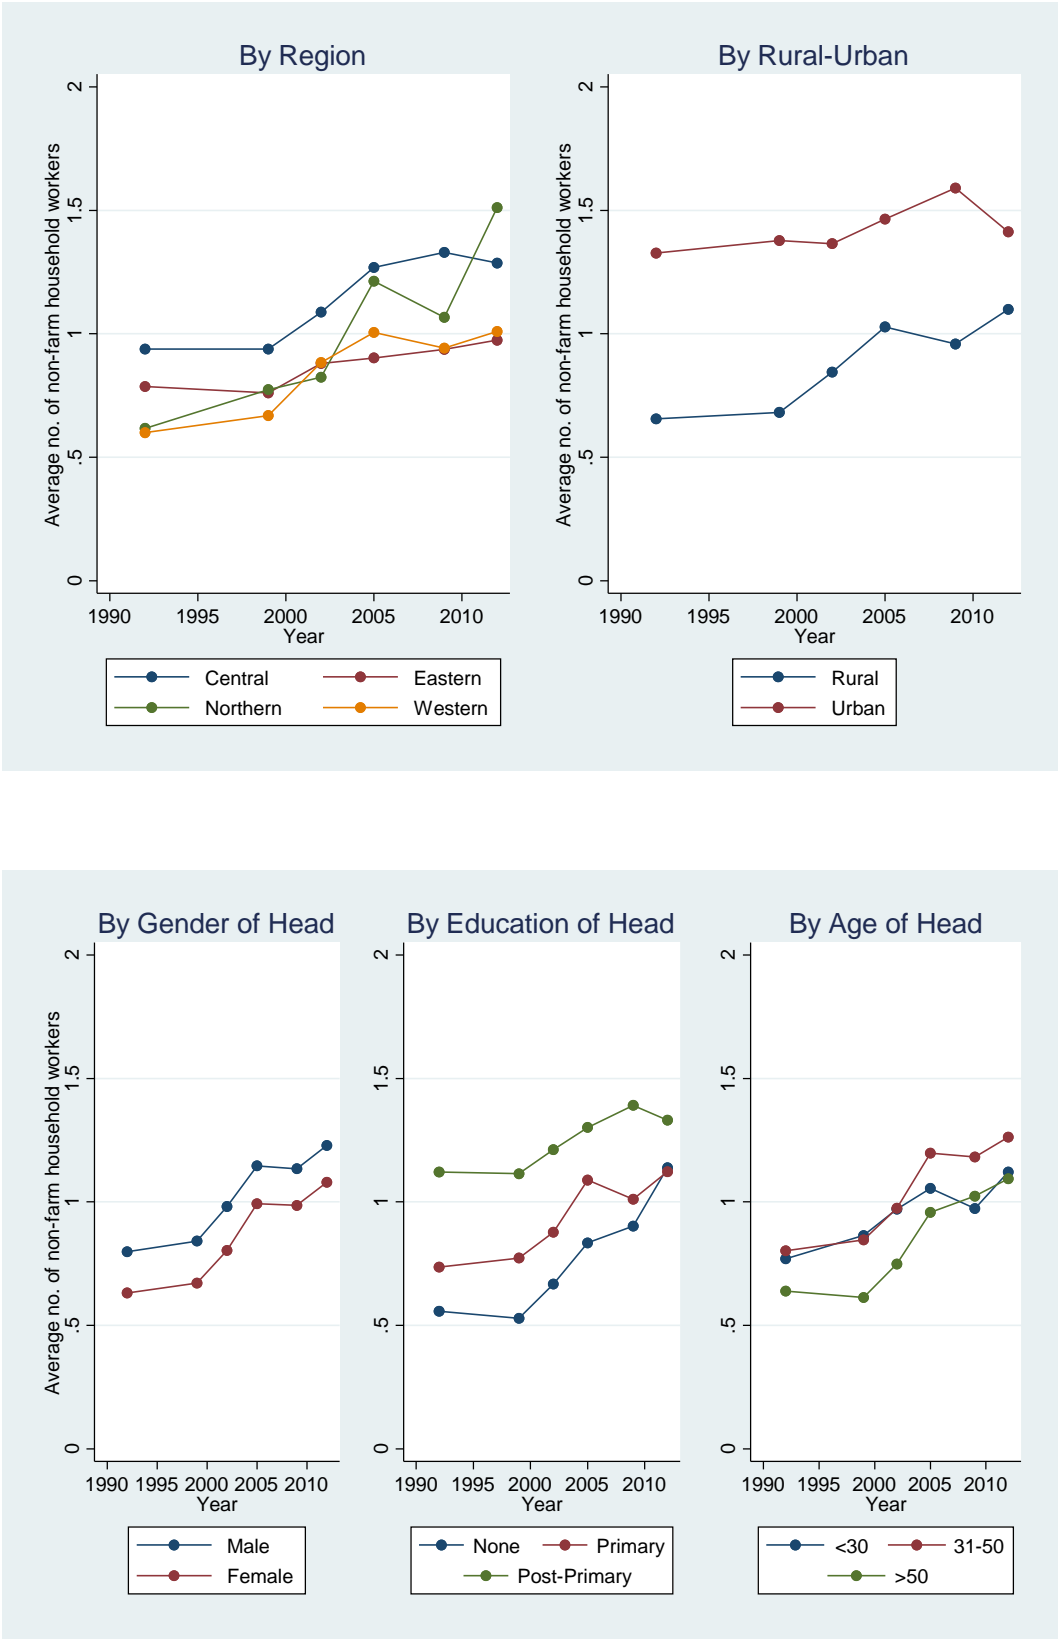 By Region
Average no. of non-farm household workers
2
1.5
1
.5
0
1990 1995 2000 2005 2010
Year
Central Eastern
Northern Western
By Rural-Urban
Average no. of non-farm household workers
2
1.5
1
.5
0
1990 1995 2000 2005 2010
Year
Rural
Urban
By Gender of Head
Average no. of non-farm household workers
2
1.5
1
.5
0
1990 1995 2000 2005 2010
Year
Male
Female
By Education of Head
2
1.5
1
.5
0
1990 1995 2000 2005 2010
Year
None Primary
Post-Primary
By Age of Head
2
1.5
1
.5
0
1990 1995 2000 2005 2010
Year
<30 31-50
>50